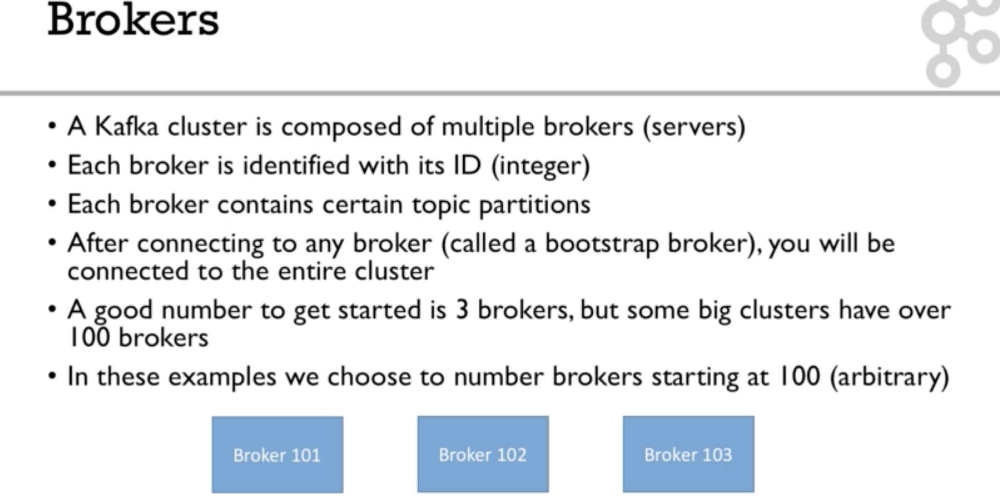 Brokers
• A Kafka cluster is composed of multiple brokers (servers)
• Each broker is identified with its ID (integer)
• Each broker contains certain topic partitions
• After connecting to any broker (called a bootstrap broker), you will be
connected to the entire cluster
• A good number to get started is 3 brokers, but some big clusters have over
100 brokers
• In these examples we choose to number brokers starting at 100 (arbitrary)
Broker 101
Broker 102
Broker 103